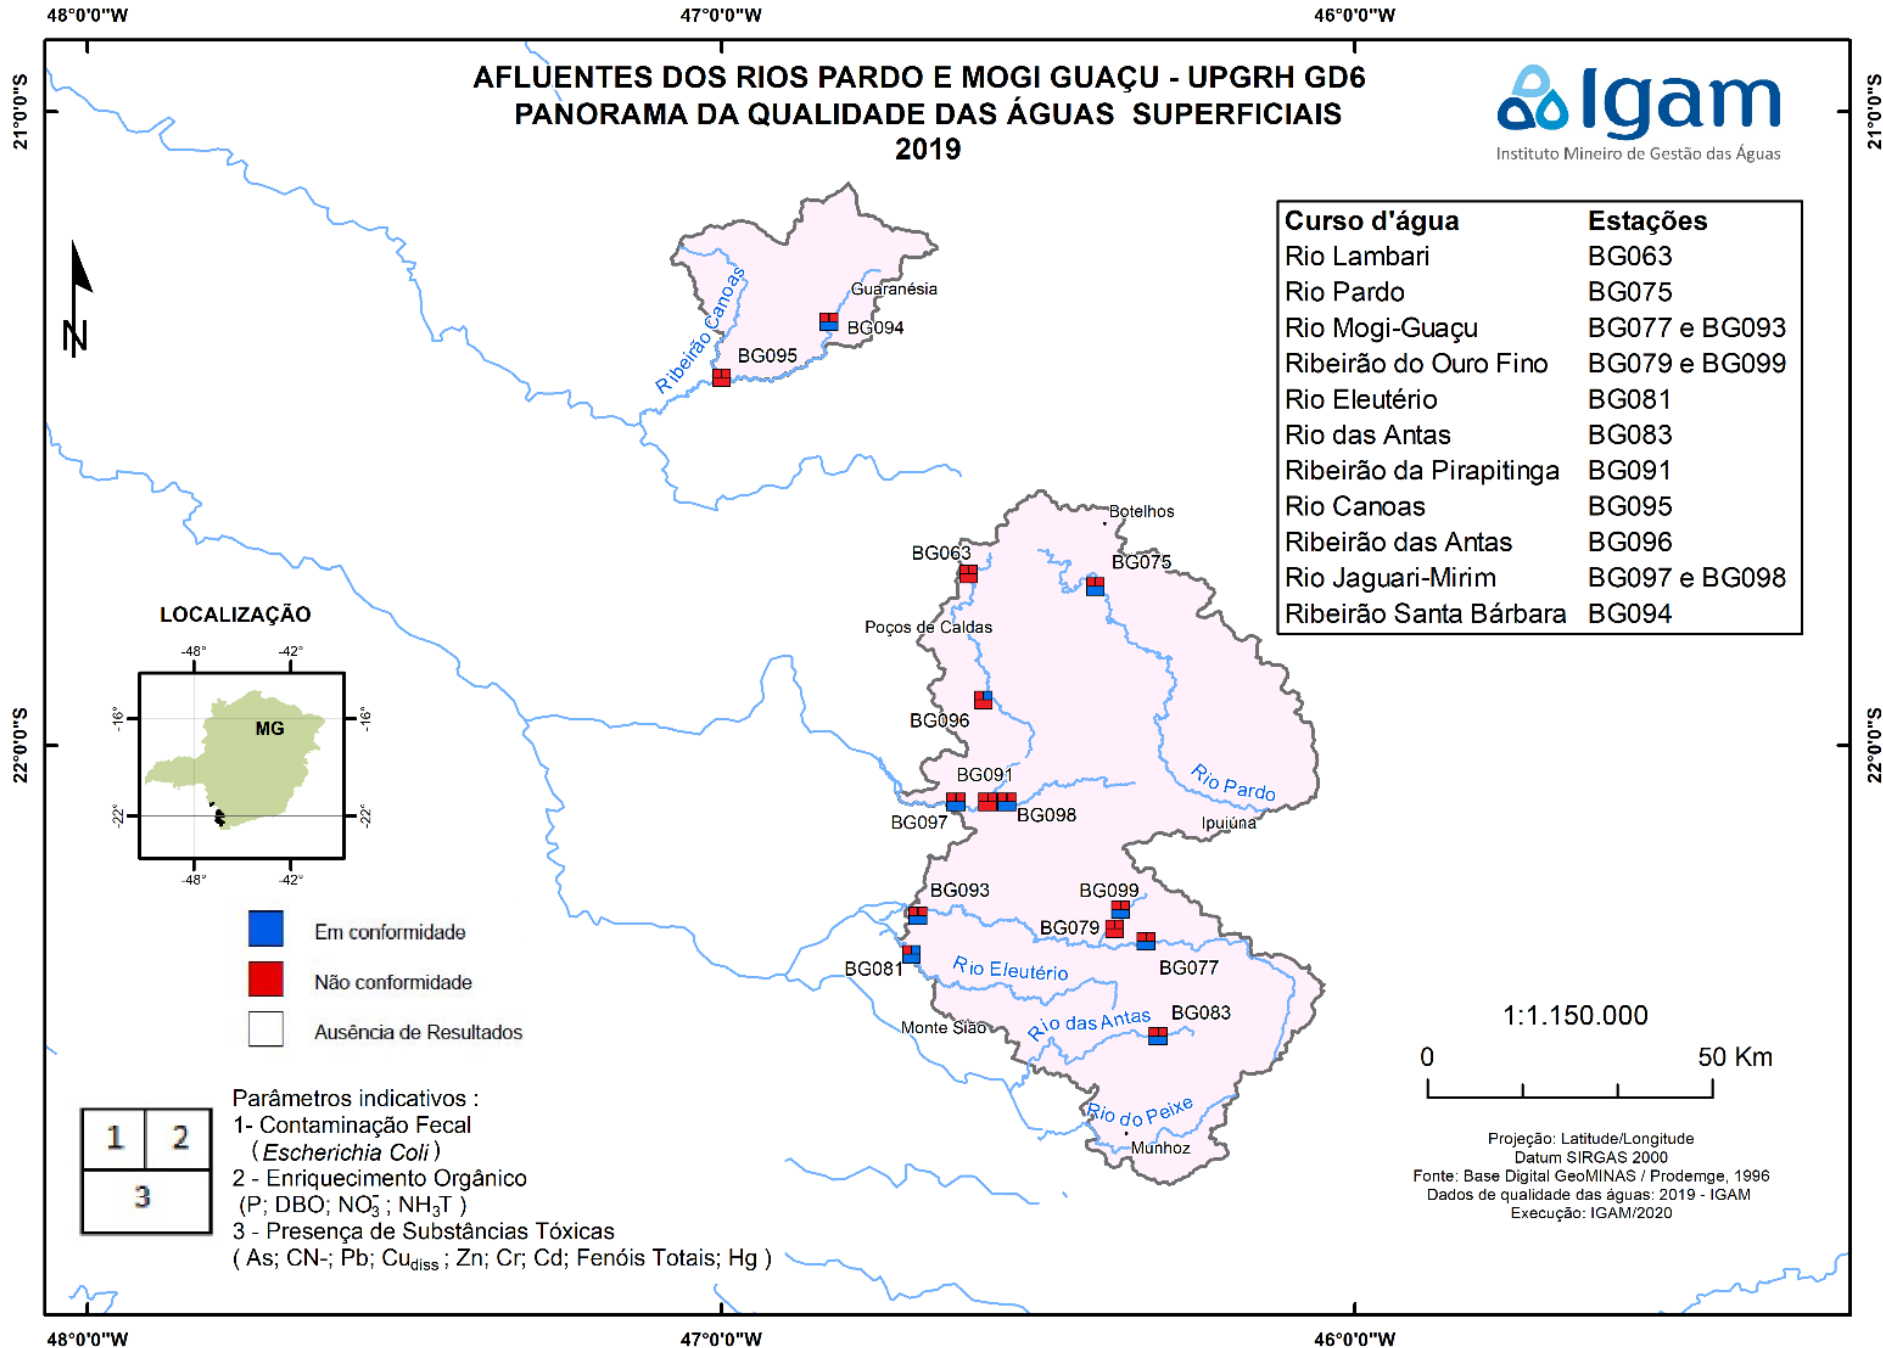 48°0'0"W
47°0'0"W
46°0'0"W
21°0'0"S
21°0'0"S
AFLUENTES DOS RIOS PARDO E MOGI GUAÇU - UPGRH GD6
PANORAMA DA QUALIDADE DAS ÁGUAS SUPERFICIAIS
2019
Igam
Instituto Mineiro de Gestão das Águas
Curso d'água Estações
Rio Lambari BG063
Rio Pardo BG075
Rio Mogi-Guaçu BG077 e BG093
Ribeirão do Ouro Fino BG079 e BG099
Rio Eleutério BG081
Rio das Antas BG083
Ribeirão da Pirapitinga BG091
Rio Canoas BG095
Ribeirão das Antas BG096
Rio Jaguari-Mirim BG097 e BG098
Ribeirão Santa Bárbara BG094
N
Ribeirão Canoas
Guaranésia
BG094
BG095
Botelhos
BG063
BG075
Poços de Caldas
BG096
BG091
Rio Pardo
BG097
BG098
Ipuiúna
22°0'0"S
22°0'0"S
BG093
BG099
BG079
BG081
Rio Eleutério
BG077
Monte Sião
Rio das Antas
BG083
Rio do Peixe
Munhoz
LOCALIZAÇÃO
-48° -42°
-16° -16°
MG
-22° -22°
-48° -42°
Em conformidade
Não conformidade
Ausência de Resultados
1 2
3
Parâmetros indicativos :
1- Contaminação Fecal
(Escherichia Coli )
2 - Enriquecimento Orgânico
(P; DBO; NO₃⁻; NH₃T )
3 - Presença de Substâncias Tóxicas
( As; CN-; Pb; Cu_diss ; Zn; Cr; Cd; Fenóis Totais; Hg )
1:1.150.000
0 50 Km
Projeção: Latitude/Longitude
Datum SIRGAS 2000
Fonte: Base Digital GeoMINAS / Prodemge, 1996
Dados de qualidade das águas: 2019 - IGAM
Execução: IGAM/2020
48°0'0"W
47°0'0"W
46°0'0"W